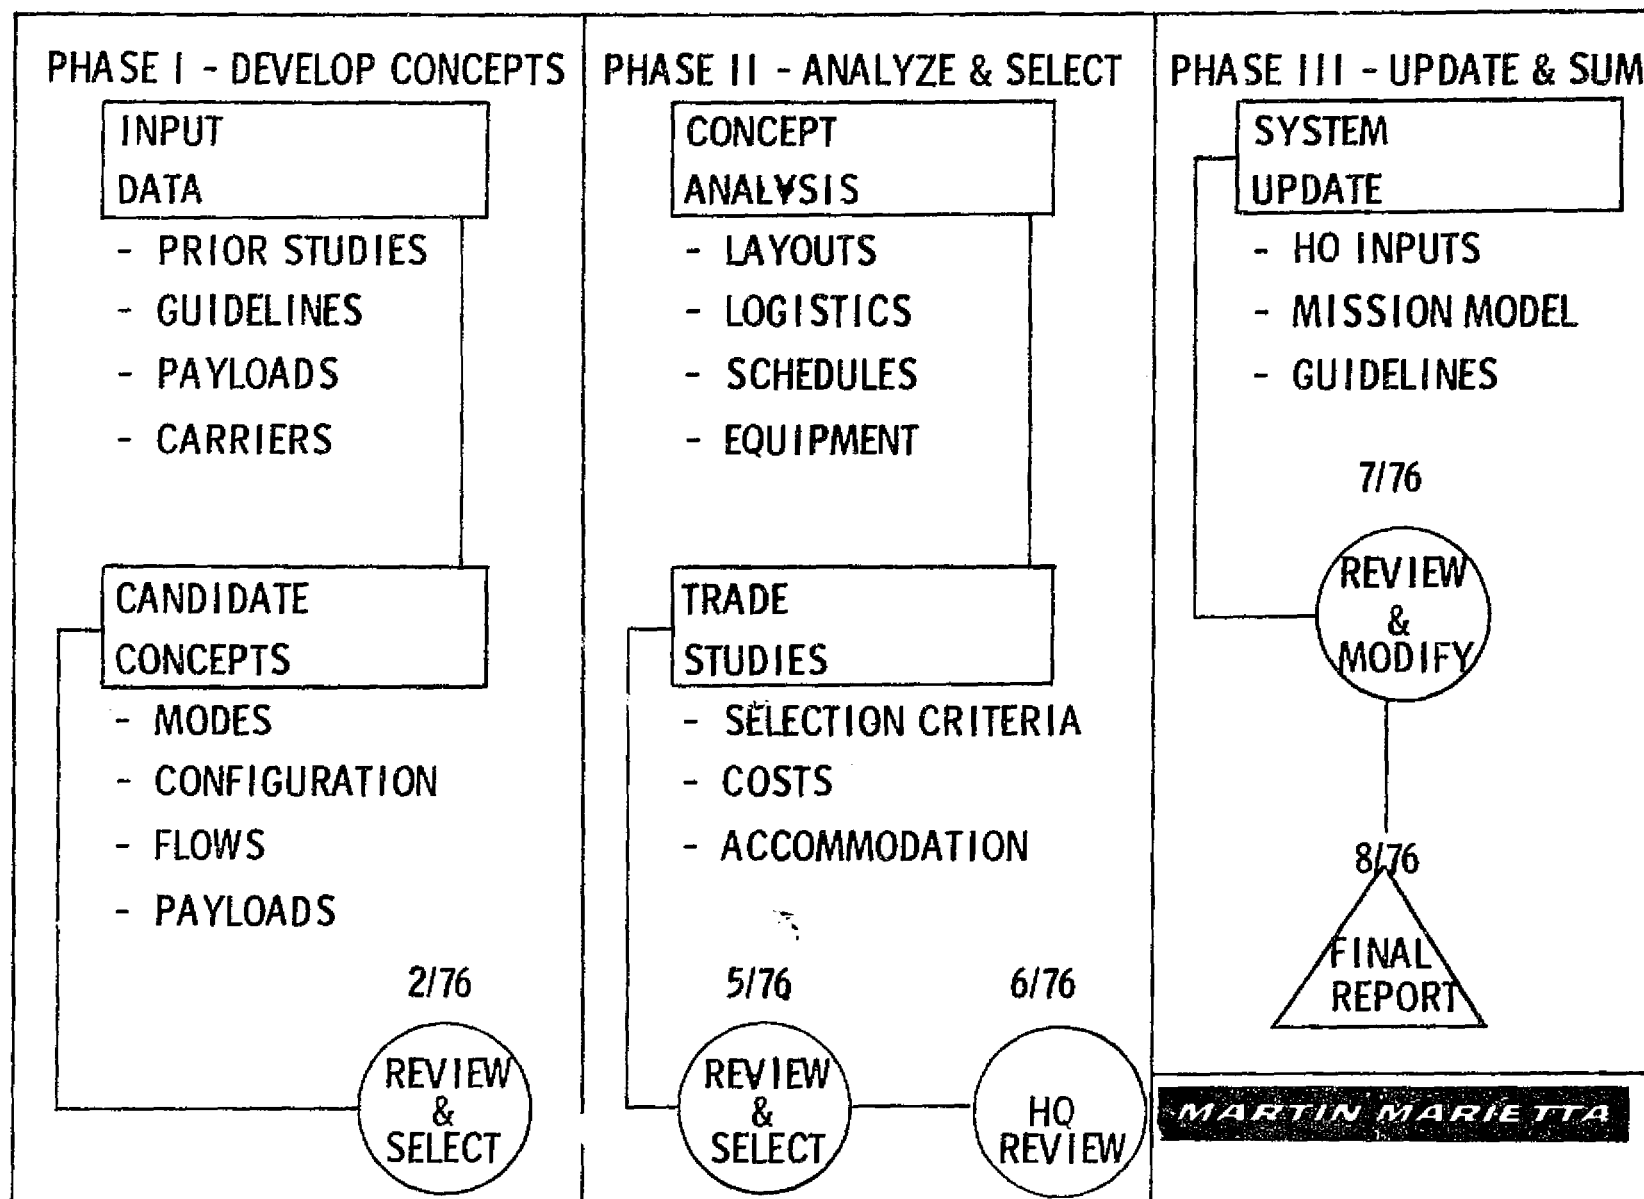 PHASE I - DEVELOP CONCEPTS
INPUT
DATA
- PRIOR STUDIES
- GUIDELINES
- PAYLOADS
- CARRIERS
CANDIDATE
CONCEPTS
- MODES
- CONFIGURATION
- FLOWS
- PAYLOADS
2/76
REVIEW
&
SELECT
PHASE II - ANALYZE & SELECT
CONCEPT
ANALYSIS
- LAYOUTS
- LOGISTICS
- SCHEDULES
- EQUIPMENT
TRADE
STUDIES
- SELECTION CRITERIA
- COSTS
- ACCOMMODATION
5/76
REVIEW
&
SELECT
6/76
HQ
REVIEW
PHASE III - UPDATE & SUM
SYSTEM
UPDATE
- HO INPUTS
- MISSION MODEL
- GUIDELINES
7/76
REVIEW
&
MODIFY
8/76
FINAL
REPORT
MARTIN MARIETTA